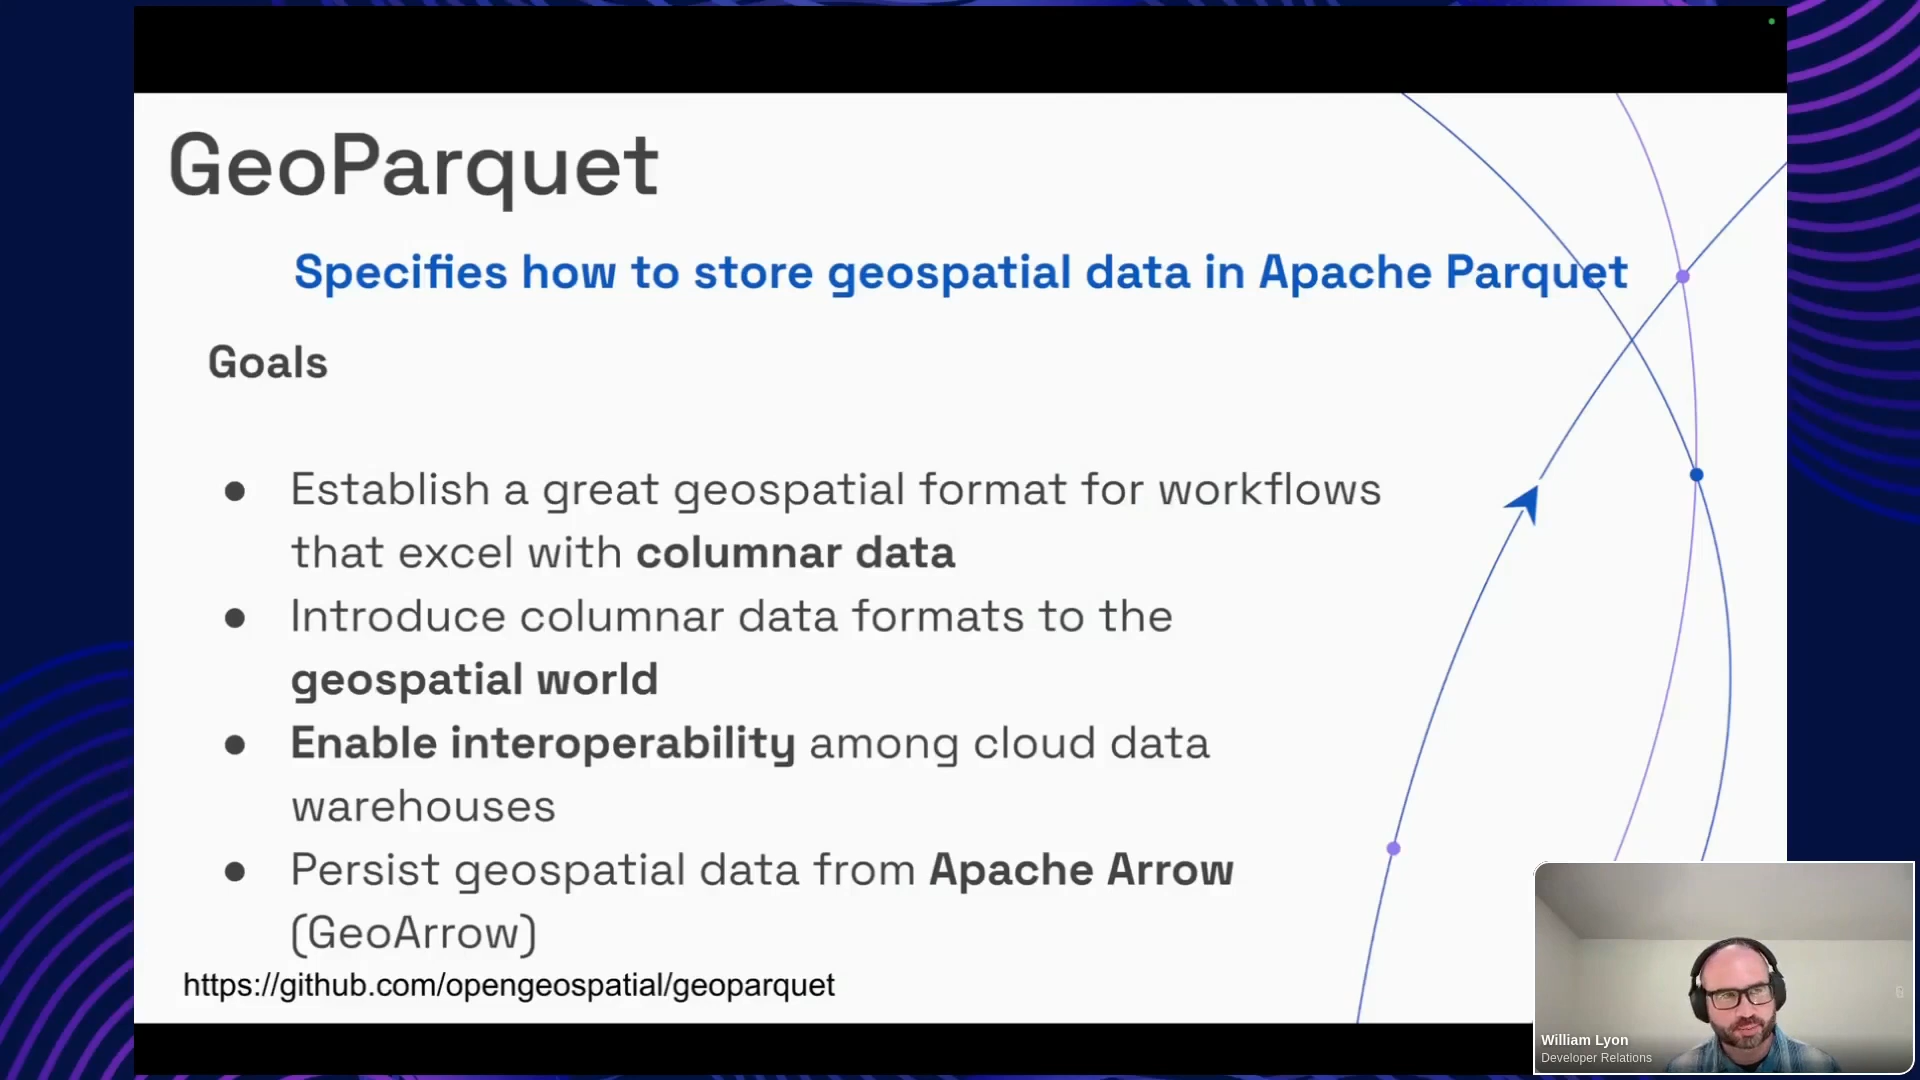 GeoParquet
Specifies how to store geospatial data in Apache Parquet
Goals
● Establish a great geospatial format for workflows
that excel with columnar data
● Introduce columnar data formats to the
geospatial world
● Enable interoperability among cloud data
warehouses
● Persist geospatial data from Apache Arrow
(GeoArrow)
https://github.com/opengeospatial/geoparquet
William Lyon
Developer Relations